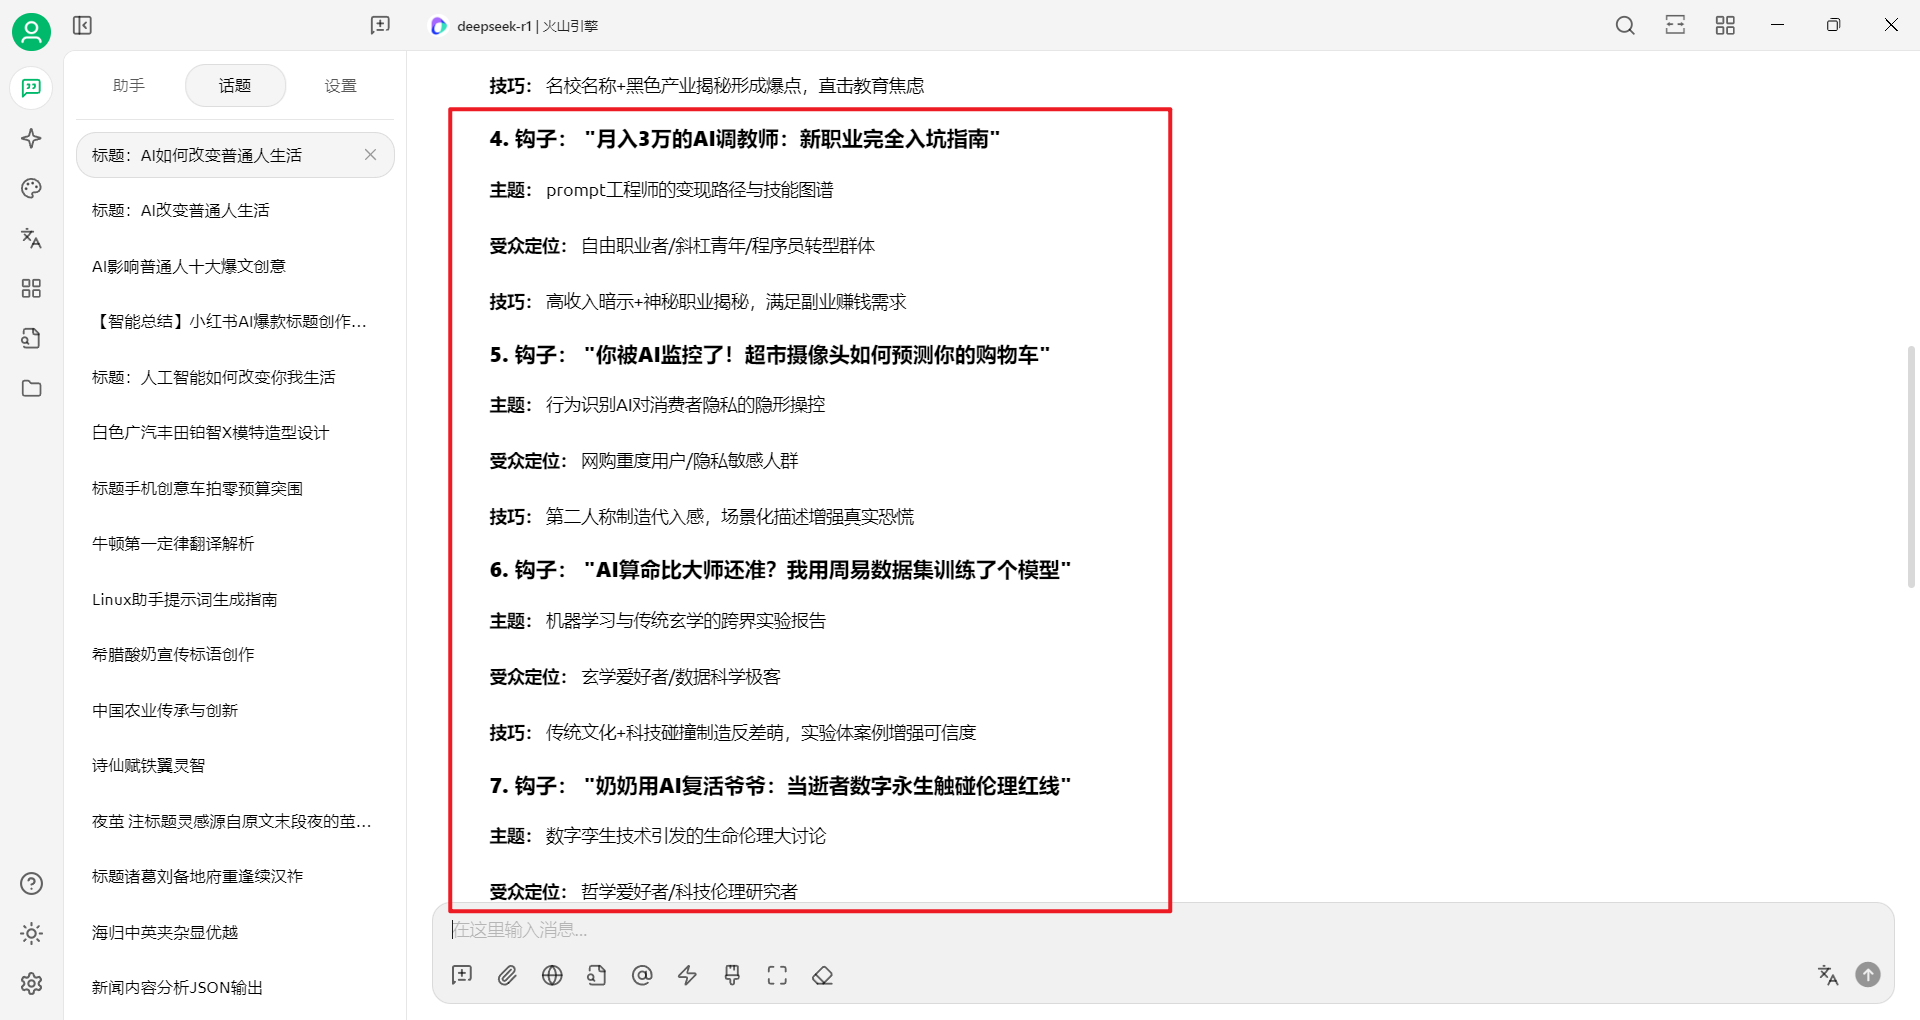 deepseek-r1 | 火山引擎
助手
话题
设置
标题：AI如何改变普通人生活
标题：AI改变普通人生活
AI影响普通人十大爆文创意
【智能总结】小红书AI爆款标题创作...
标题：人工智能如何改变你我生活
白色广汽丰田铂智X模特造型设计
标题手机创意车拍零预算突围
牛顿第一定律翻译解析
Linux助手提示词生成指南
希腊酸奶宣传标语创作
中国农业传承与创新
诗仙赋铁翼灵智
夜茧 注标题灵感源自原文末段夜的茧...
标题诸葛刘备地府重逢续汉祚
海归中英夹杂显优越
新闻内容分析JSON输出
技巧：名校名称+黑色产业揭秘形成爆点，直击教育焦虑
4. 钩子： "月入3万的AI调教师：新职业完全入坑指南"
主题：prompt工程师的变现路径与技能图谱
受众定位：自由职业者/斜杠青年/程序员转型群体
技巧：高收入暗示+神秘职业揭秘，满足副业赚钱需求
5. 钩子： "你被AI监控了！超市摄像头如何预测你的购物车"
主题：行为识别AI对消费者隐私的隐形操控
受众定位：网购重度用户/隐私敏感人群
技巧：第二人称制造代入感，场景化描述增强真实恐慌
6. 钩子： "AI算命比大师还准？我用周易数据集训练了个模型"
主题：机器学习与传统玄学的跨界实验报告
受众定位：玄学爱好者/数据科学极客
技巧：传统文化+科技碰撞制造反差萌，实验体案例增强可信度
7. 钩子： "奶奶用AI复活爷爷：当逝者数字永生触碰伦理红线"
主题：数字孪生技术引发的生命伦理大讨论
受众定位：哲学爱好者/科技伦理研究者
在这里输入消息...